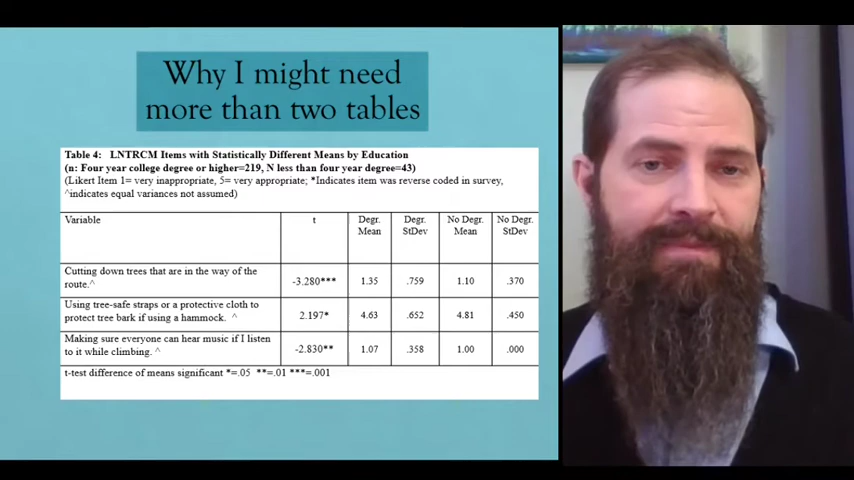 Why I might need
more than two tables
Table 4: LNTRCM Items with Statistically Different Means by Education
(n: Four year college degree or higher=219, N less than four year degree=43)
(Likert Item 1= very inappropriate, 5= very appropriate; *Indicates item was reverse coded in survey,
^indicates equal variances not assumed)
Variable t Degr. Mean Degr. StDev No Degr. Mean No Degr. StDev
Cutting down trees that are in the way of the
route.^ -3.280*** 1.35 .759 1.10 .370
Using tree-safe straps or a protective cloth to
protect tree bark if using a hammock. ^ 2.197* 4.63 .652 4.81 .450
Making sure everyone can hear music if I listen
to it while climbing. ^ -2.830** 1.07 .358 1.00 .000
t-test difference of means significant *=.05 **=.01 ***=.001